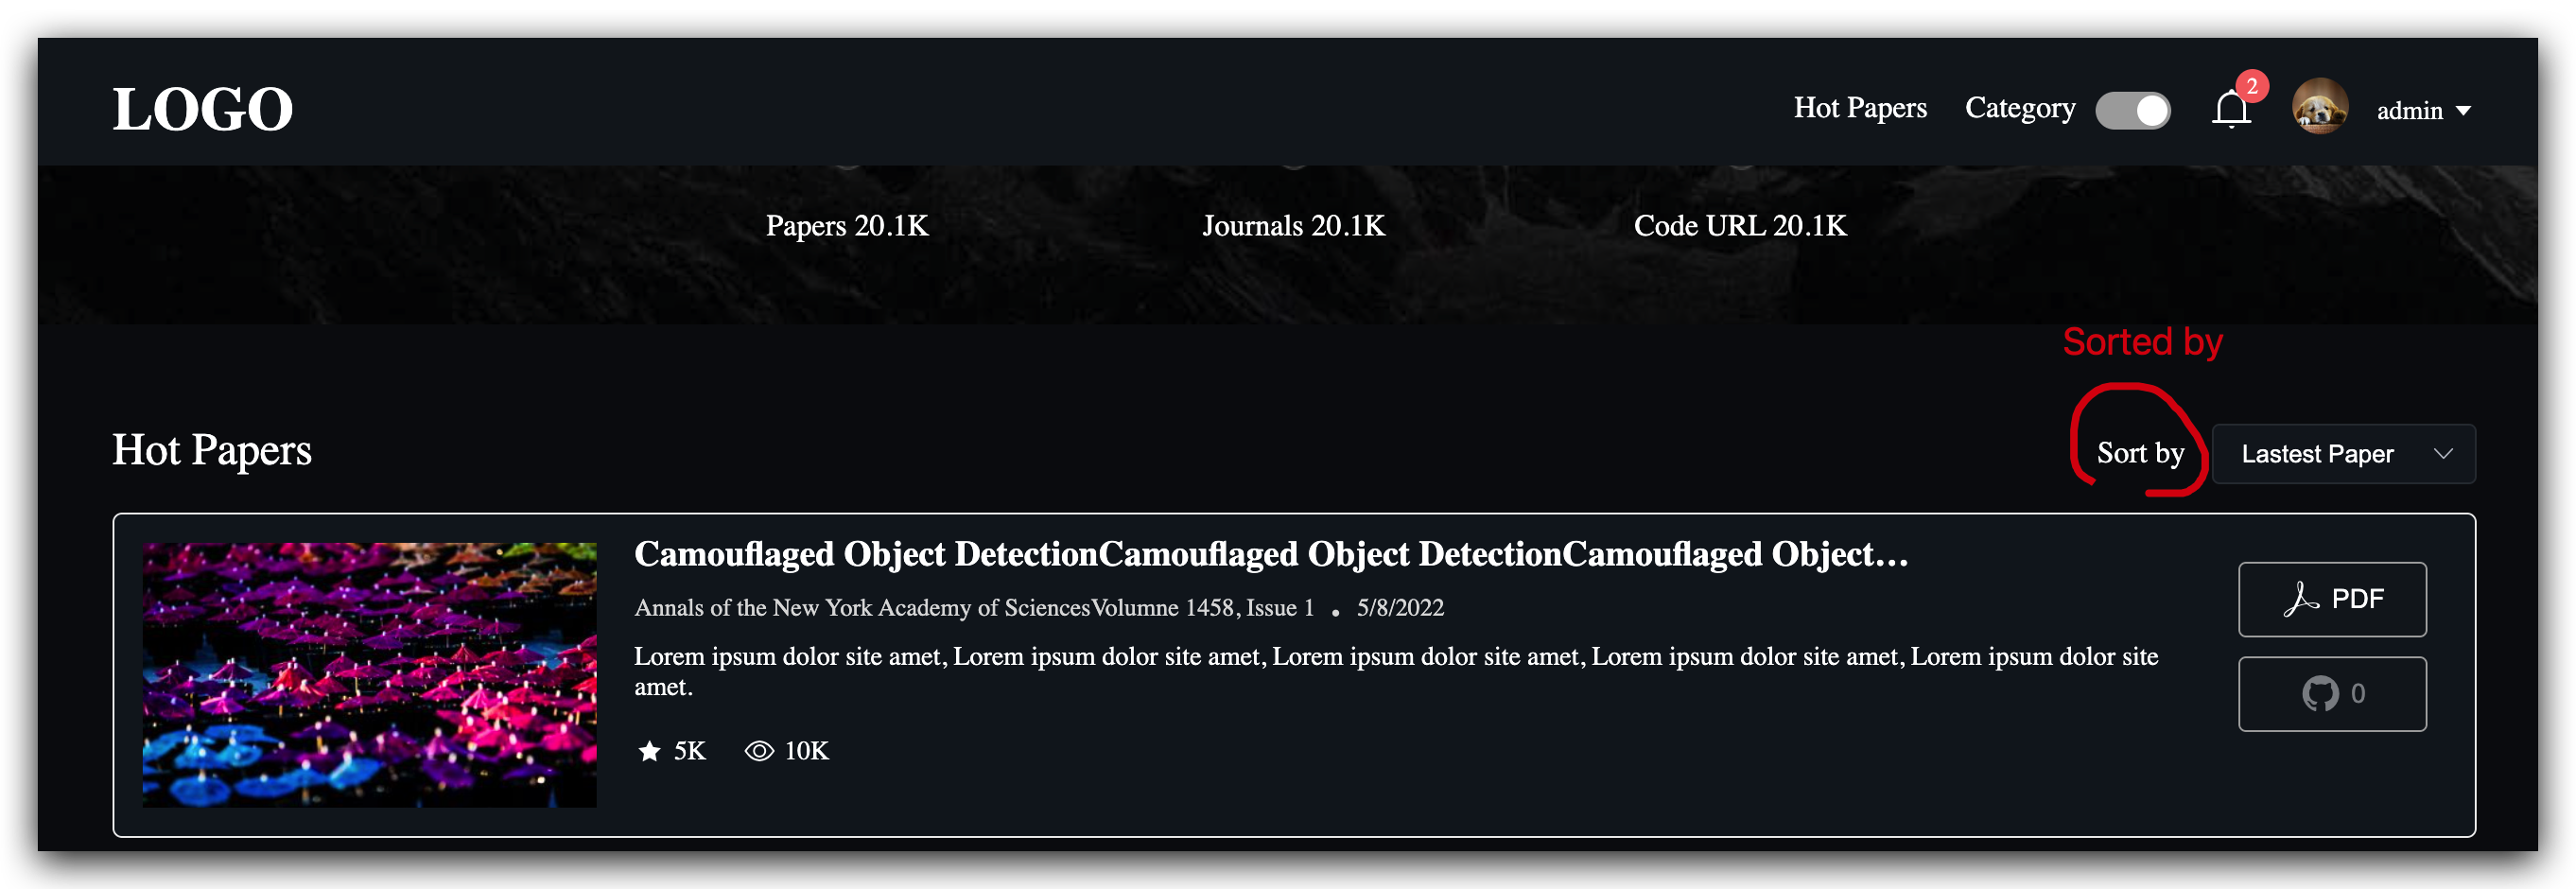 LOGO
Hot Papers Category 2 admin
Papers 20.1K Journals 20.1K Code URL 20.1K
Sorted by
Hot Papers Sort by Lastest Paper
Camouflaged Object DetectionCamouflaged Object DetectionCamouflaged Object...
Annals of the New York Academy of SciencesVolumne 1458, Issue 1 • 5/8/2022
PDF
Lorem ipsum dolor site amet, Lorem ipsum dolor site amet, Lorem ipsum dolor site amet, Lorem ipsum dolor site amet, Lorem ipsum dolor site
amet.
0
5K 10K